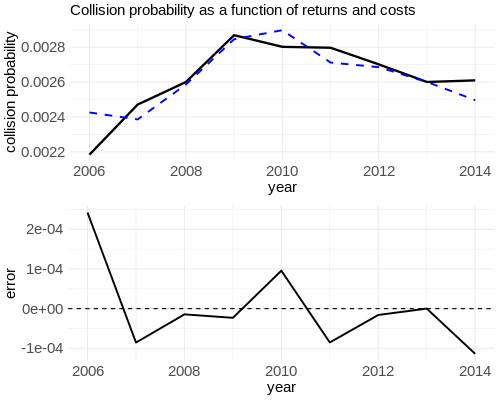 Collision probability as a function of returns and costs
collision probability
0.0028
0.0026
0.0024
0.0022
2006 2008 2010 2012 2014
year
error
2e-04
1e-04
0e+00
-1e-04
2006 2008 2010 2012 2014
year